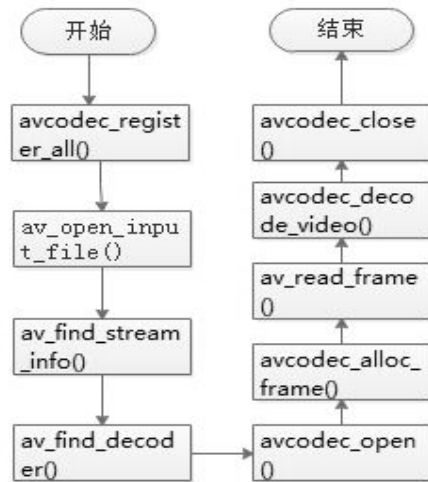 开始
avcodec_regist
er_all()
av_open_inpu
t_file()
av_find_stream
_info()
av_find_decod
er()
avcodec_open
()
avcodec_alloc_
frame()
av_read_frame
()
avcodec_deco
de_video()
avcodec_close
()
结束